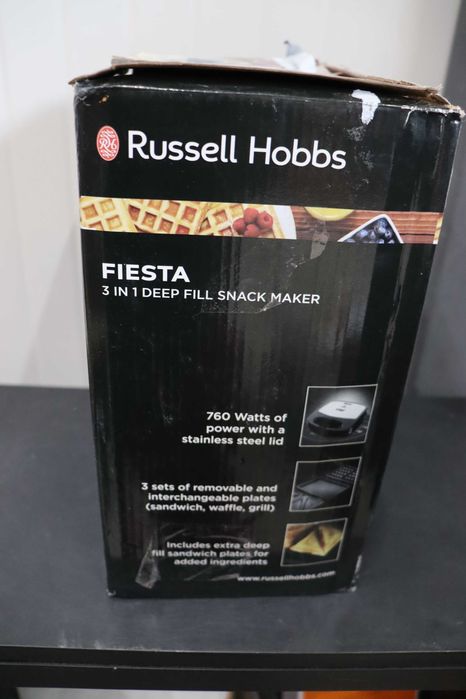 Russell Hobbs
FIESTA
3 IN 1 DEEP FILL SNACK MAKER
760 Watts of
power with a
stainless steel lid
3 sets of removable and
interchangeable plates
(sandwich, waffle, grill)
Includes extra deep
fill sandwich plates for
added ingredients
www.russellhobbs.com